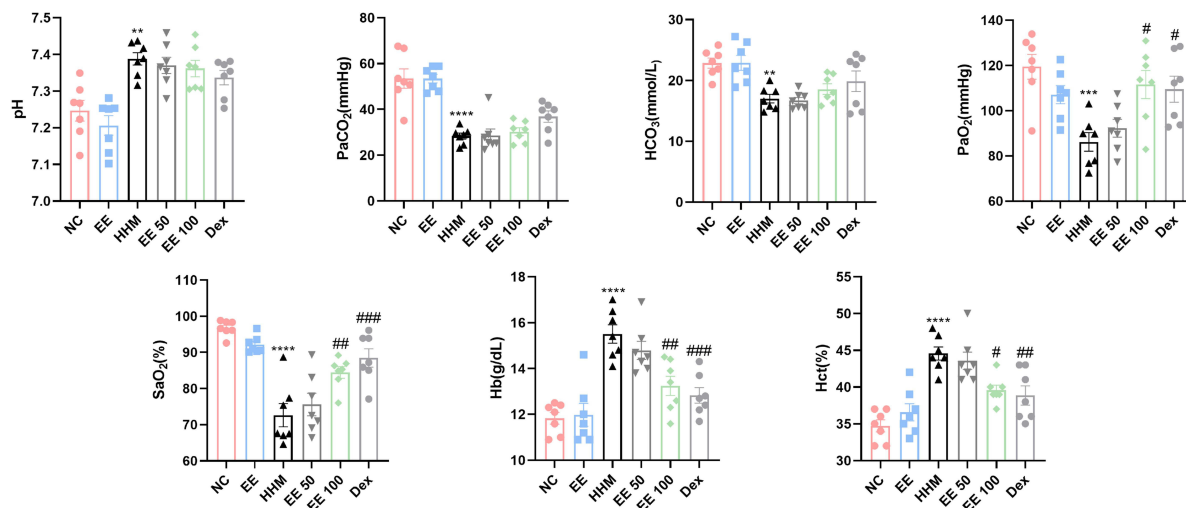 pH
7.5
7.4
7.3
7.2
7.1
7.0
**
NC
EE
HHM
EE 50
EE 100
Dex
PaCO₂(mmHg)
80
60
40
20
0
****
NC
EE
HHM
EE 50
EE 100
Dex
HCO₃(mmol/L)
30
20
10
0
**
NC
EE
HHM
EE 50
EE 100
Dex
PaO₂(mmHg)
140
120
100
80
60
***
#
#
NC
EE
HHM
EE 50
EE 100
Dex
SaO₂(%)
110
100
90
80
70
60
****
##
###
NC
EE
HHM
EE 50
EE 100
Dex
Hb(g/dL)
18
16
14
12
10
****
##
###
NC
EE
HHM
EE 50
EE 100
Dex
Hct(%)
55
50
45
40
35
30
****
#
##
NC
EE
HHM
EE 50
EE 100
Dex